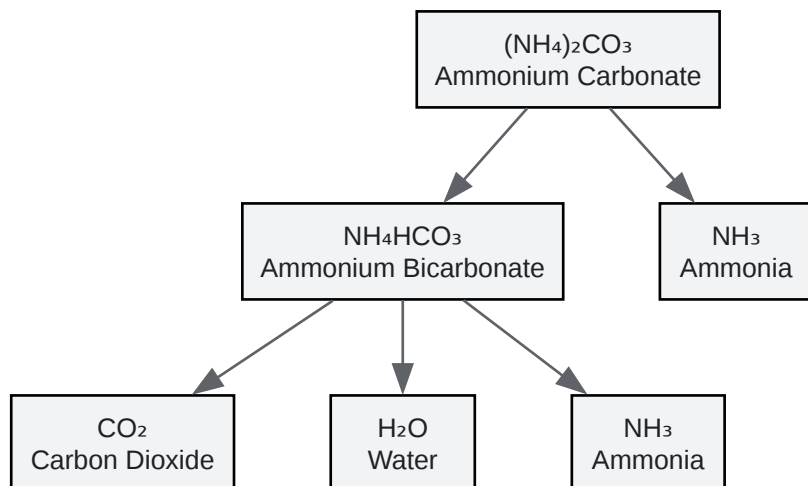 (NH₄)₂CO₃
Ammonium Carbonate
NH₄HCO₃
Ammonium Bicarbonate
NH₃
Ammonia
CO₂
Carbon Dioxide
H₂O
Water
NH₃
Ammonia